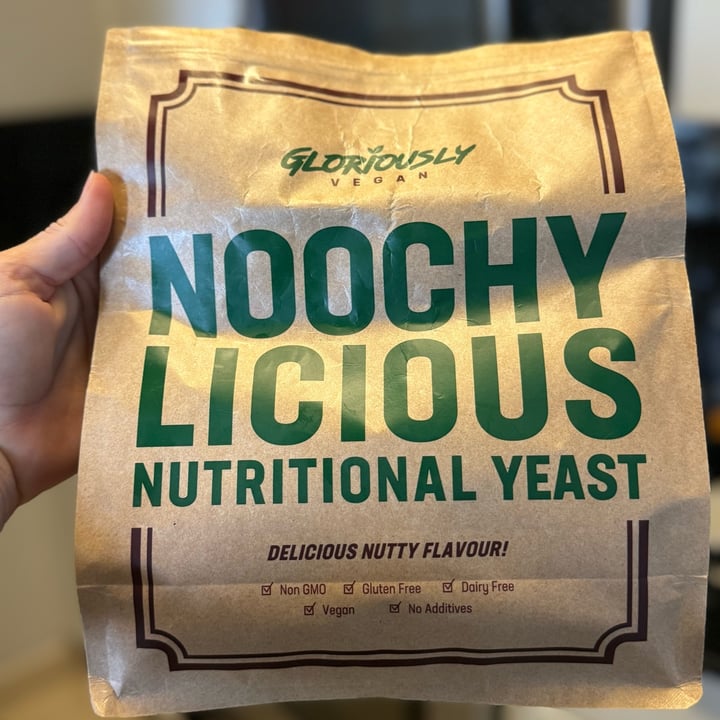 GLORIOUSLY
VEGAN
NOOCHY
LICIOUS
NUTRITIONAL YEAST
DELICIOUS NUTTY FLAVOUR!
Non GMO Gluten Free Dairy Free
Vegan No Additives